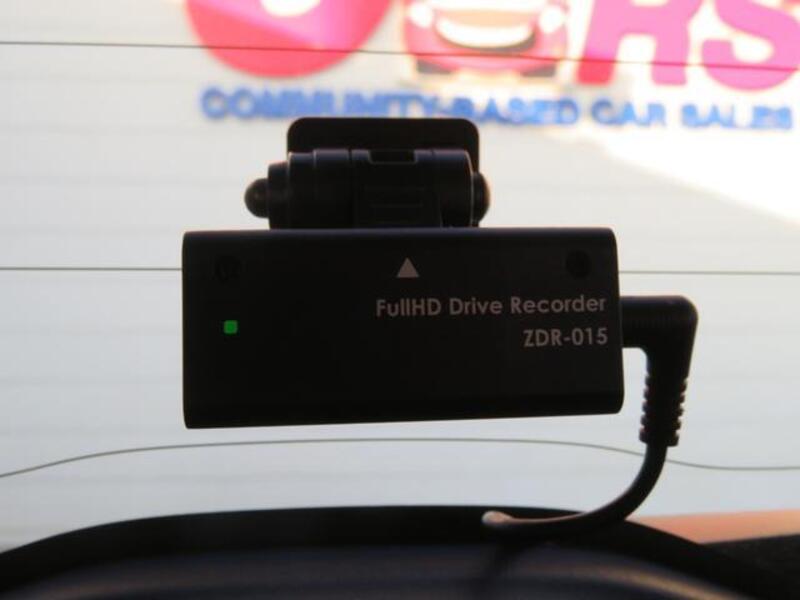 COMMUNITY-BASED CAR SALES
FullHD Drive Recorder
ZDR-015